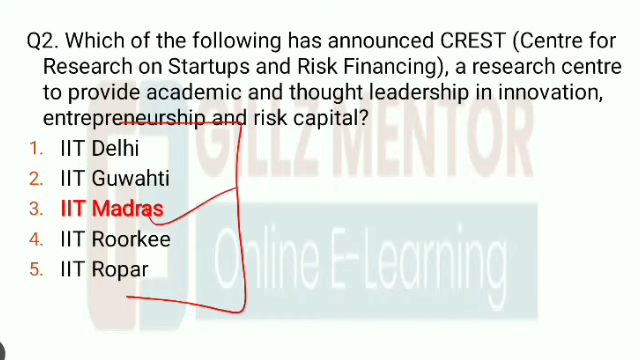 Q2. Which of the following has announced CREST (Centre for
Research on Startups and Risk Financing), a research centre
to provide academic and thought leadership in innovation,
entrepreneurship and risk capital?
1. IIT Delhi
2. IIT Guwahti
3. IIT Madras
4. IIT Roorkee
5. IIT Ropar
GILLZ MENTOR
Online E-Learning